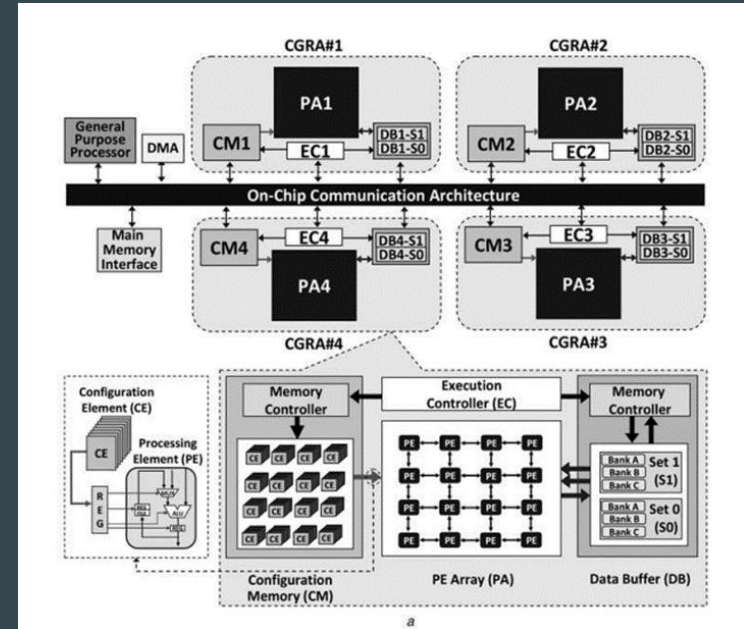 CGRA#1
CGRA#2
PA1
PA2
General
Purpose
Processor
DMA
CM1
EC1
DB1-S1
DB1-S0
CM2
EC2
DB2-S1
DB2-S0
On-Chip Communication Architecture
Main
Memory
Interface
CM4
EC4
DB4-S1
DB4-S0
PA4
CM3
EC3
DB3-S1
DB3-S0
PA3
CGRA#4
CGRA#3
Configuration
Element (CE)
CE
Processing
Element (PE)
R
E
G
ALU
Memory
Controller
Execution
Controller (EC)
Memory
Controller
CE CE CE CE
CE CE CE CE
CE CE CE CE
CE CE CE CE
PE PE PE PE
PE PE PE PE
PE PE PE PE
PE PE PE PE
Bank A
Bank B
Bank C
Set 1
(S1)
Bank A
Bank B
Bank C
Set 0
(S0)
Configuration
Memory (CM)
PE Array (PA)
Data Buffer (DB)
a